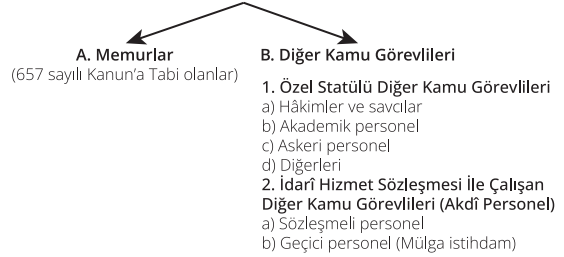 A. Memurlar
(657 sayılı Kanun'a Tabi olanlar)
B. Diğer Kamu Görevlileri
1. Özel Statülü Diğer Kamu Görevlileri
a) Hâkimler ve savcılar
b) Akademik personel
c) Askeri personel
d) Diğerleri
2. İdarî Hizmet Sözleşmesi İle Çalışan
Diğer Kamu Görevlileri (Akdî Personel)
a) Sözleşmeli personel
b) Geçici personel (Mülga istihdam)